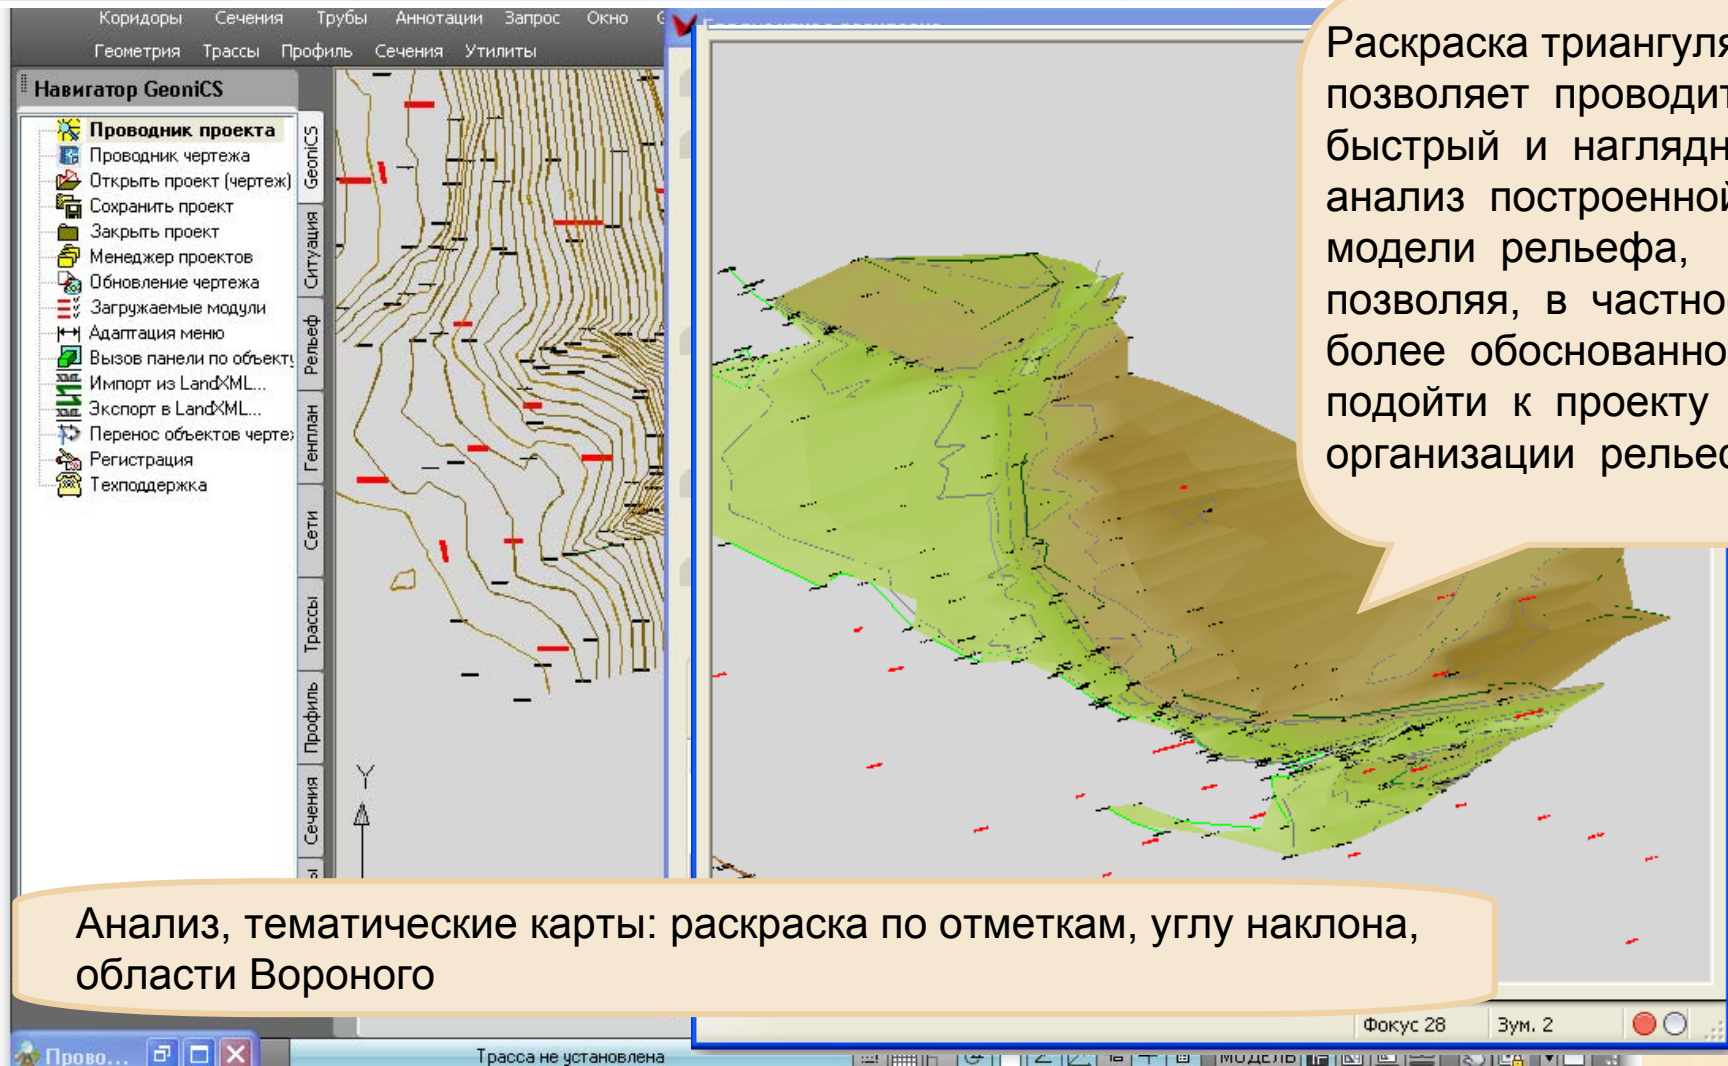 Коридоры Сечения Трубы Аннотации Запрос Окно
Геометрия Трассы Профиль Сечения Утилиты
Навигатор GeoniCS
Проводник проекта
Проводник чертежа
Открыть проект (чертеж)
Сохранить проект
Закрыть проект
Менеджер проектов
Обновление чертежа
Загружаемые модули
Адаптация меню
Вызов панели по объекту
Импорт из LandXML...
Экспорт в LandXML...
Перенос объектов черте
Регистрация
Техподдержка
GeoniCS
Ситуация
Рельеф
Генплан
Сети
Трассы
Профиль
Сечения
Y
Раскраска триангуля
позволяет проводит
быстрый и наглядн
анализ построенной
модели рельефа,
позволяя, в частно
более обоснованно
подойти к проекту
организации рельеф
Анализ, тематические карты: раскраска по отметкам, углу наклона,
области Вороного
Фокус 28 Зум. 2
Прово...
Трасса не установлена
МОДЕЛЬ